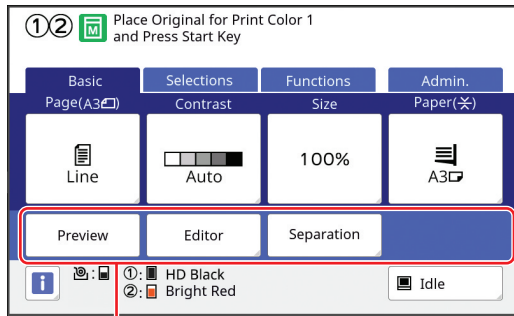 ①② M Place Original for Print Color 1
and Press Start Key
Basic Selections Functions Admin.
Page(A3) Contrast Size Paper( )
Line Auto 100% A3
Preview Editor Separation
i : ①: HD Black
②: Bright Red
Idle